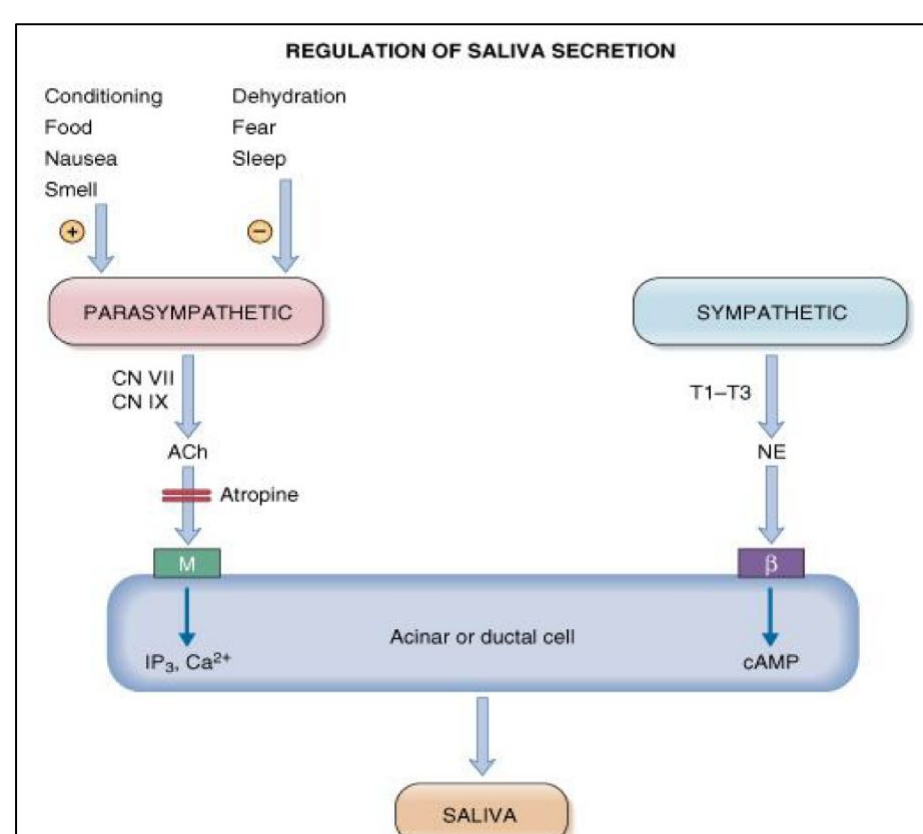 REGULATION OF SALIVA SECRETION
Conditioning
Food
Nausea
Smell
Dehydration
Fear
Sleep
+
−
PARASYMPATHETIC
SYMPATHETIC
CN VII
CN IX
T1–T3
ACh
NE
Atropine
M
β
Acinar or ductal cell
IP₃, Ca²⁺
cAMP
SALIVA